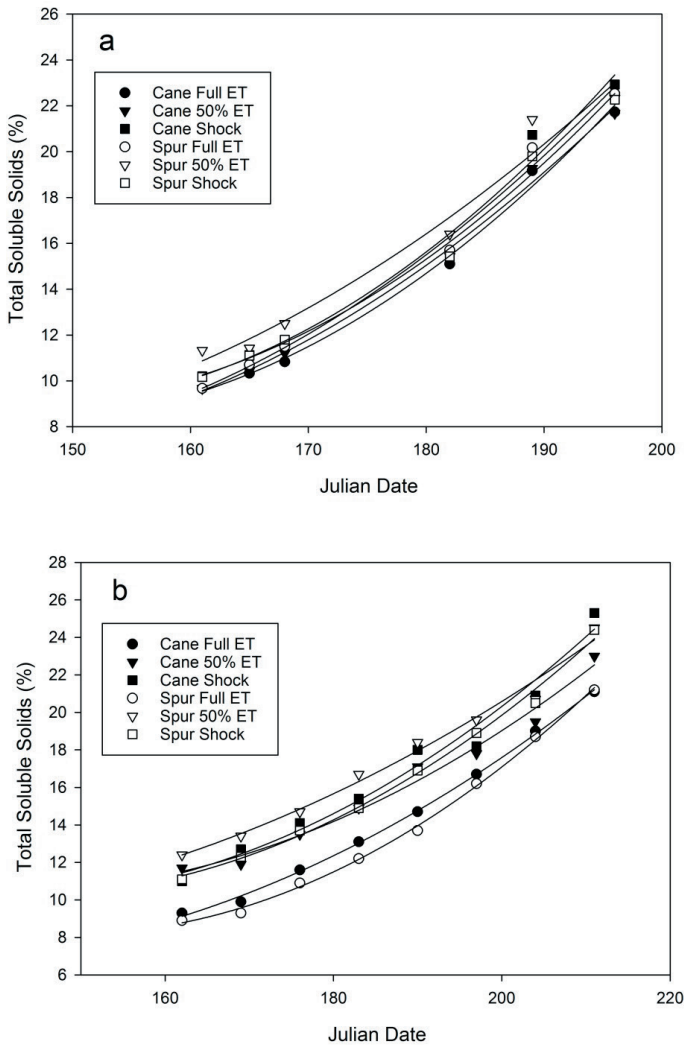 a
Total Soluble Solids (%)
26
24
22
20
18
16
14
12
10
8
Cane Full ET
Cane 50% ET
Cane Shock
Spur Full ET
Spur 50% ET
Spur Shock
150 160 170 180 190 200
Julian Date
b
Total Soluble Solids (%)
28
26
24
22
20
18
16
14
12
10
8
6
Cane Full ET
Cane 50% ET
Cane Shock
Spur Full ET
Spur 50% ET
Spur Shock
160 180 200 220
Julian Date